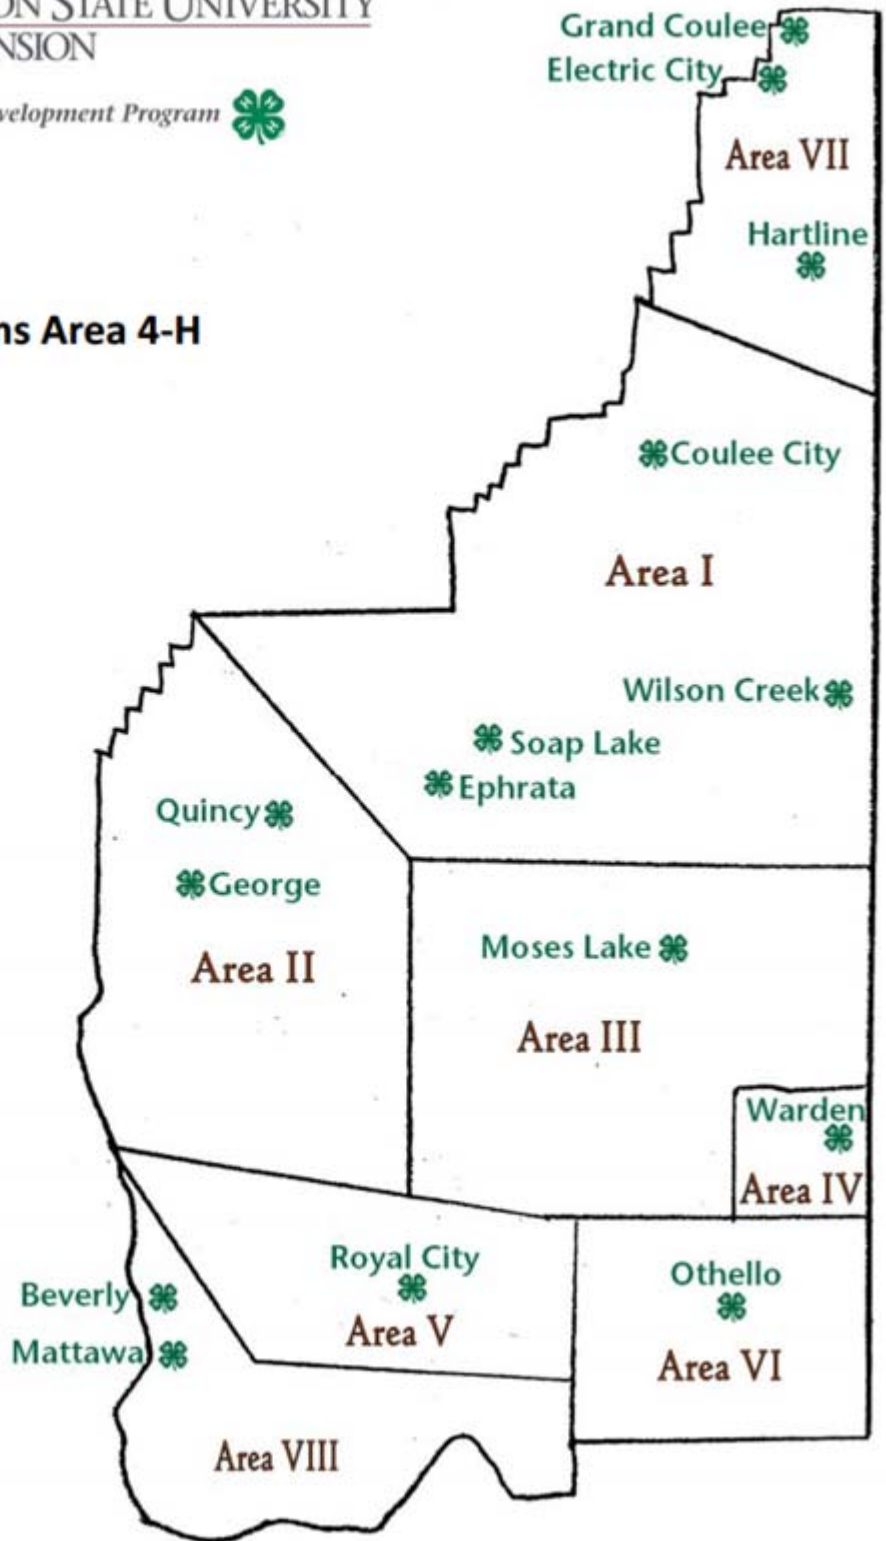 ON STATE UNIVERSITY
NSION
velopment Program
H H H H
ns Area 4-H
Grand Coulee
Electric City
Area VII
Hartline
Coulee City
Area I
Wilson Creek
Soap Lake
Ephrata
Quincy
George
Area II
Moses Lake
Area III
Warden
Area IV
Royal City
Area V
Othello
Area VI
Beverly
Mattawa
Area VIII